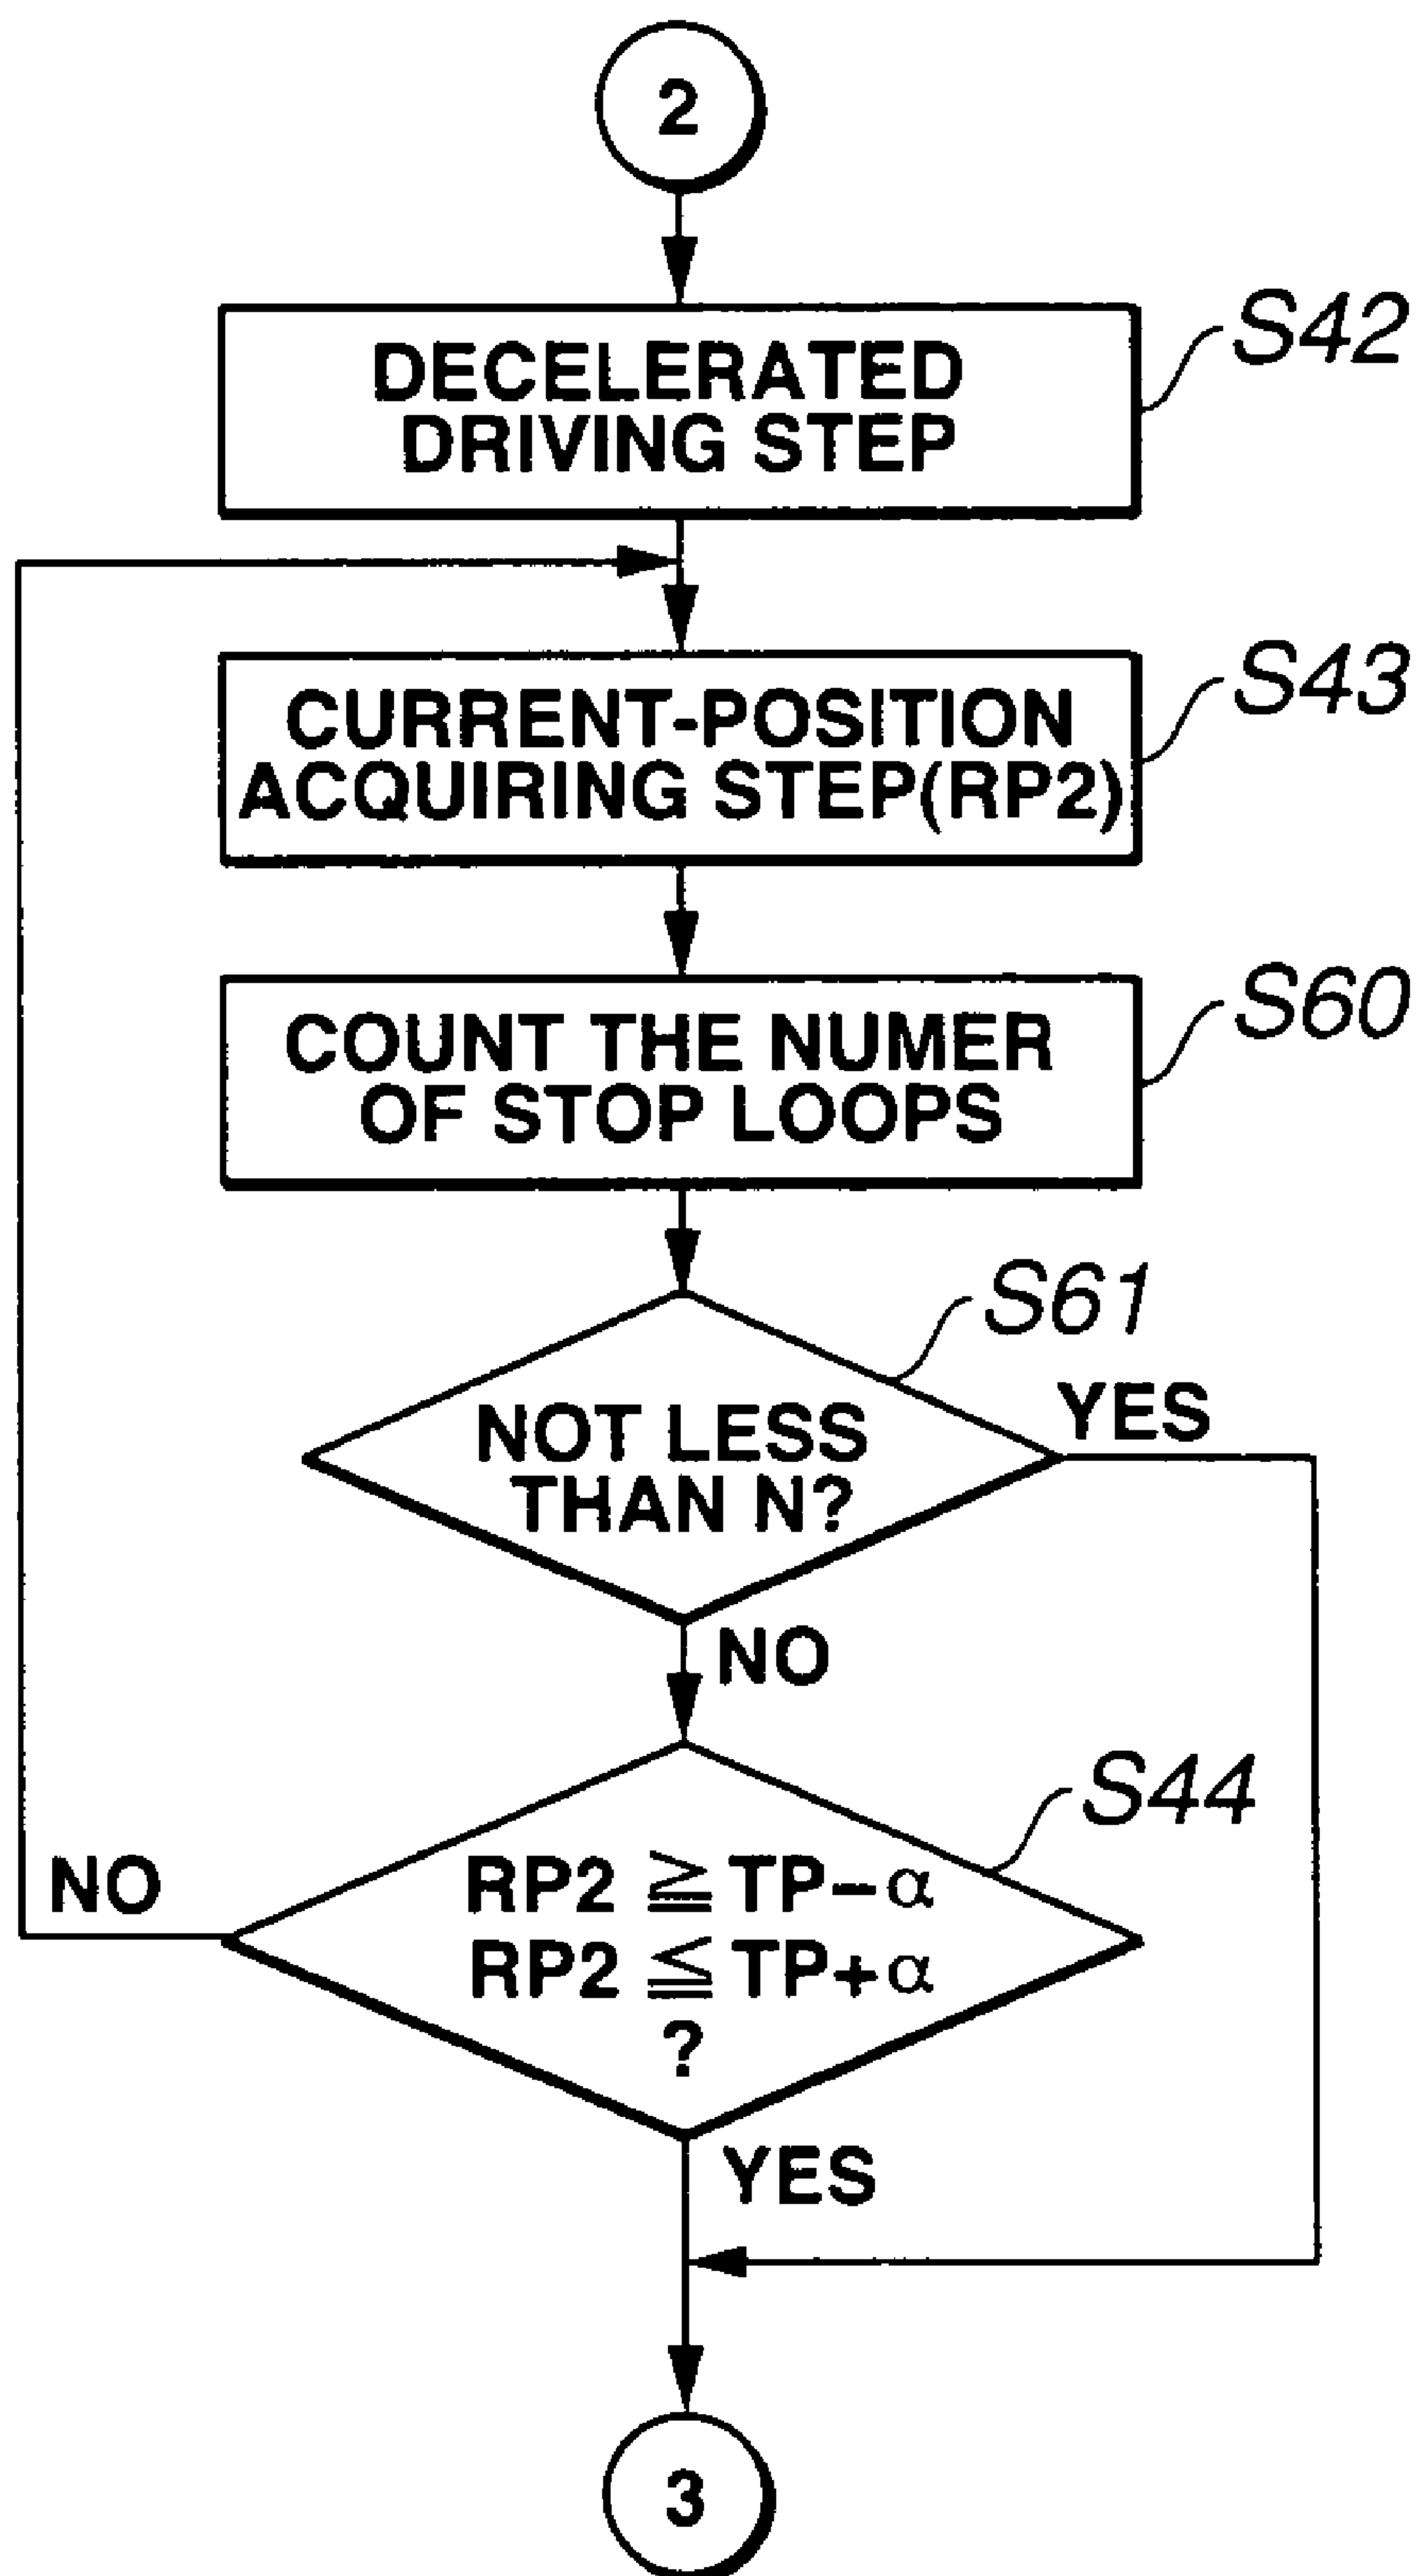 2
DECELERATED
DRIVING STEP
S42
CURRENT-POSITION
ACQUIRING STEP(RP2)
S43
COUNT THE NUMER
OF STOP LOOPS
S60
S61
NOT LESS
THAN N?
YES
NO
S44
RP2 ≧ TP−α
RP2 ≦ TP+α
?
NO
YES
3